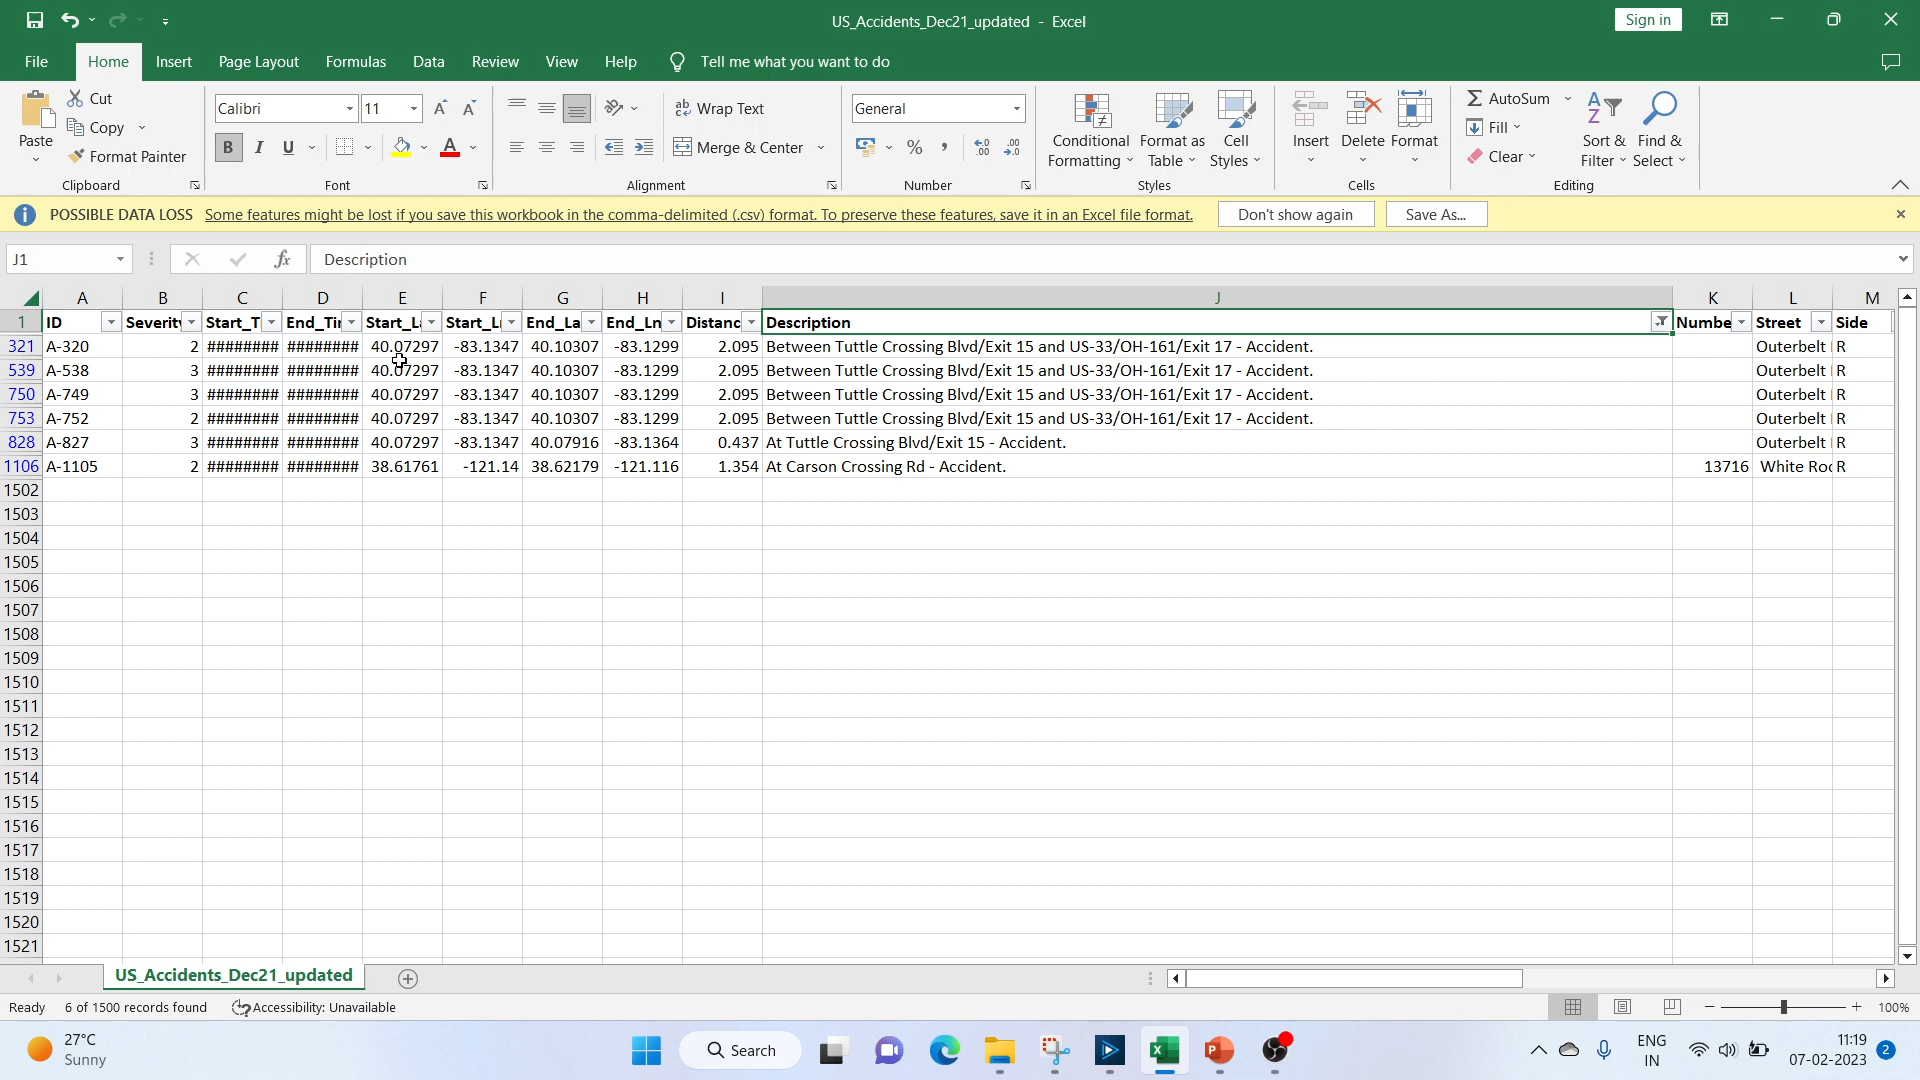 US_Accidents_Dec21_updated - Excel
Sign in
File Home Insert Page Layout Formulas Data Review View Help Tell me what you want to do
Paste
Cut
Copy
Format Painter
Clipboard
Calibri 11
B I U
Font
Wrap Text
Merge & Center
Alignment
General
Number
Conditional Formatting
Format as Table
Cell Styles
Styles
Insert
Delete
Format
Cells
AutoSum
Fill
Clear
Sort & Filter
Find & Select
Editing
POSSIBLE DATA LOSS Some features might be lost if you save this workbook in the comma-delimited (.csv) format. To preserve these features, save it in an Excel file format. Don't show again Save As...
J1 fx Description
A B C D E F G H I J K L M
1 ID Severity Start_Ti End_Tir Start_La Start_Ln End_La End_Ln Distanc Description Numbe Street Side
321 A-320 2 ######## ######## 40.07297 -83.1347 40.10307 -83.1299 2.095 Between Tuttle Crossing Blvd/Exit 15 and US-33/OH-161/Exit 17 - Accident. Outerbelt R
539 A-538 3 ######## ######## 40.07297 -83.1347 40.10307 -83.1299 2.095 Between Tuttle Crossing Blvd/Exit 15 and US-33/OH-161/Exit 17 - Accident. Outerbelt R
750 A-749 3 ######## ######## 40.07297 -83.1347 40.10307 -83.1299 2.095 Between Tuttle Crossing Blvd/Exit 15 and US-33/OH-161/Exit 17 - Accident. Outerbelt R
753 A-752 2 ######## ######## 40.07297 -83.1347 40.10307 -83.1299 2.095 Between Tuttle Crossing Blvd/Exit 15 and US-33/OH-161/Exit 17 - Accident. Outerbelt R
828 A-827 3 ######## ######## 40.07297 -83.1347 40.07916 -83.1364 0.437 At Tuttle Crossing Blvd/Exit 15 - Accident. Outerbelt R
1106 A-1105 2 ######## ######## 38.61761 -121.14 38.62179 -121.116 1.354 At Carson Crossing Rd - Accident. 13716 White Roc R
1502
1503
1504
1505
1506
1507
1508
1509
1510
1511
1512
1513
1514
1515
1516
1517
1518
1519
1520
1521
US_Accidents_Dec21_updated
Ready 6 of 1500 records found Accessibility: Unavailable 100%
27°C
Sunny
Search
ENG
IN
11:19
07-02-2023
2